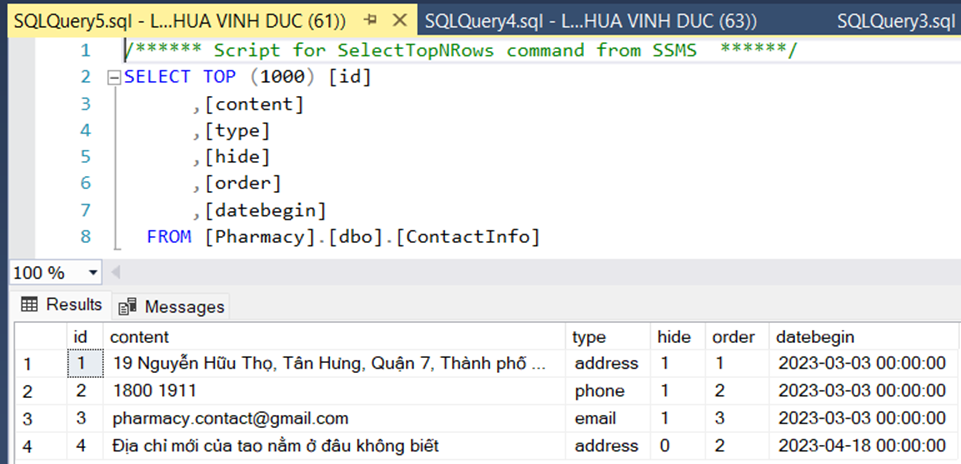 SQLQuery5.sql - L...HUA VINH DUC (61)) SQLQuery4.sql - L...HUA VINH DUC (63)) SQLQuery3.sql
1 /****** Script for SelectTopNRows command from SSMS ******/
2 SELECT TOP (1000) [id]
3 ,[content]
4 ,[type]
5 ,[hide]
6 ,[order]
7 ,[datebegin]
8 FROM [Pharmacy].[dbo].[ContactInfo]
100 %
Results Messages
id content type hide order datebegin
1 1 19 Nguyễn Hữu Thọ, Tân Hưng, Quận 7, Thành phố ... address 1 1 2023-03-03 00:00:00
2 2 1800 1911 phone 1 2 2023-03-03 00:00:00
3 3 pharmacy.contact@gmail.com email 1 3 2023-03-03 00:00:00
4 4 Địa chỉ mới của tao nằm ở đâu không biết address 0 2 2023-04-18 00:00:00